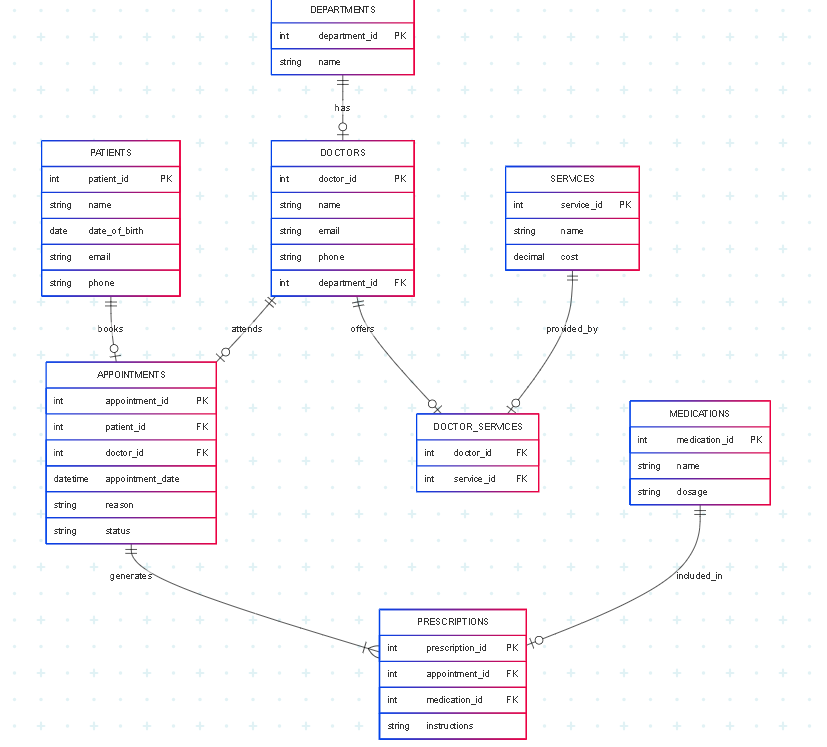 DEPARTMENTS
int department_id PK
string name
has
PATIENTS
int patient_id PK
string name
date date_of_birth
string email
string phone
DOCTORS
int doctor_id PK
string name
string email
string phone
int department_id FK
SERVICES
int service_id PK
string name
decimal cost
books
attends
offers
provided_by
APPOINTMENTS
int appointment_id PK
int patient_id FK
int doctor_id FK
datetime appointment_date
string reason
string status
DOCTOR_SERVICES
int doctor_id FK
int service_id FK
MEDICATIONS
int medication_id PK
string name
string dosage
generates
included_in
PRESCRIPTIONS
int prescription_id PK
int appointment_id FK
int medication_id FK
string instructions